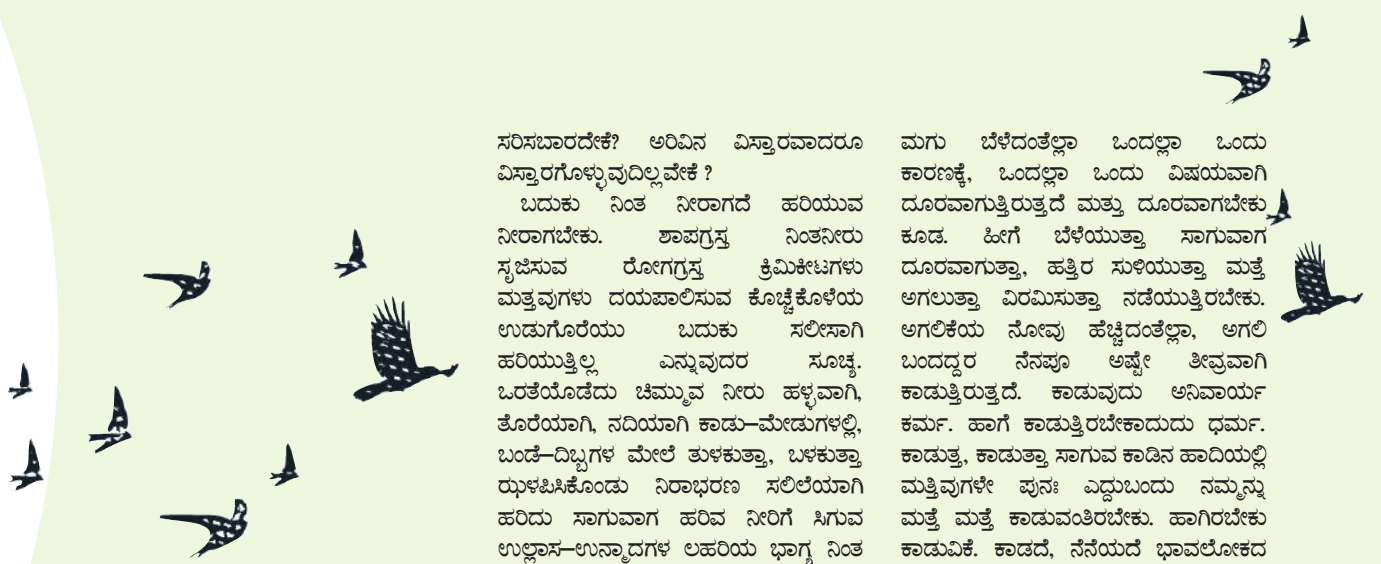 ಸರಿಸಬಾರದೇಕೆ? ಅರಿವಿನ ವಿಸ್ತಾರವಾದರೂ
ವಿಸ್ತಾರಗೊಳ್ಳುವುದಿಲ್ಲವೇಕೆ ?
ಬದುಕು ನಿಂತ ನೀರಾಗದೆ ಹರಿಯುವ
ನೀರಾಗಬೇಕು. ಶಾಪಗ್ರಸ್ತ ನಿಂತನೀರು
ಸೃಜಿಸುವ ರೋಗಗ್ರಸ್ತ ಕ್ರಿಮಿಕೀಟಗಳು
ಮತ್ತವುಗಳು ದಯಪಾಲಿಸುವ ಕೊಚ್ಚೆಕೊಳೆಯ
ಉಡುಗೊರೆಯು ಬದುಕು ಸಲೀಸಾಗಿ
ಹರಿಯುತ್ತಿಲ್ಲ ಎನ್ನುವುದರ ಸೂಚ್ಯ.
ಒರತೆಯೊಡೆದು ಚಿಮ್ಮುವ ನೀರು ಹಳ್ಳವಾಗಿ,
ತೊರೆಯಾಗಿ, ನದಿಯಾಗಿ ಕಾಡು–ಮೇಡುಗಳಲ್ಲಿ,
ಬಂಡೆ–ದಿಬ್ಬಗಳ ಮೇಲೆ ತುಳಕುತ್ತಾ, ಬಳಕುತ್ತಾ
ಝಳಪಿಸಿಕೊಂಡು ನಿರಾಭರಣ ಸಲಿಲೆಯಾಗಿ
ಹರಿದು ಸಾಗುವಾಗ ಹರಿವ ನೀರಿಗೆ ಸಿಗುವ
ಉಲ್ಲಾಸ–ಉನ್ಮಾದಗಳ ಲಹರಿಯ ಭಾಗ್ಯ ನಿಂತ
ಮಗು ಬೆಳೆದಂತೆಲ್ಲಾ ಒಂದಲ್ಲಾ ಒಂದು
ಕಾರಣಕ್ಕೆ, ಒಂದಲ್ಲಾ ಒಂದು ವಿಷಯವಾಗಿ
ದೂರವಾಗುತ್ತಿರುತ್ತದೆ ಮತ್ತು ದೂರವಾಗಬೇಕು
ಕೂಡ. ಹೀಗೆ ಬೆಳೆಯುತ್ತಾ ಸಾಗುವಾಗ
ದೂರವಾಗುತ್ತಾ, ಹತ್ತಿರ ಸುಳಿಯುತ್ತಾ ಮತ್ತೆ
ಅಗಲುತ್ತಾ ವಿರಮಿಸುತ್ತಾ ನಡೆಯುತ್ತಿರಬೇಕು.
ಅಗಲಿಕೆಯ ನೋವು ಹೆಚ್ಚಿದಂತೆಲ್ಲಾ, ಅಗಲಿ
ಬಂದದ್ದರ ನೆನಪೂ ಅಷ್ಟೇ ತೀವ್ರವಾಗಿ
ಕಾಡುತ್ತಿರುತ್ತದೆ. ಕಾಡುವುದು ಅನಿವಾರ್ಯ
ಕರ್ಮ. ಹಾಗೆ ಕಾಡುತ್ತಿರಬೇಕಾದುದು ಧರ್ಮ.
ಕಾಡುತ್ತ, ಕಾಡುತ್ತಾ ಸಾಗುವ ಕಾಡಿನ ಹಾದಿಯಲ್ಲಿ
ಮತ್ತಿವುಗಳೇ ಪುನಃ ಎದ್ದುಬಂದು ನಮ್ಮನ್ನು
ಮತ್ತೆ ಮತ್ತೆ ಕಾಡುವಂತಿರಬೇಕು. ಹಾಗಿರಬೇಕು
ಕಾಡುವಿಕೆ. ಕಾಡದೆ, ನೆನೆಯದೆ ಭಾವಲೋಕದ